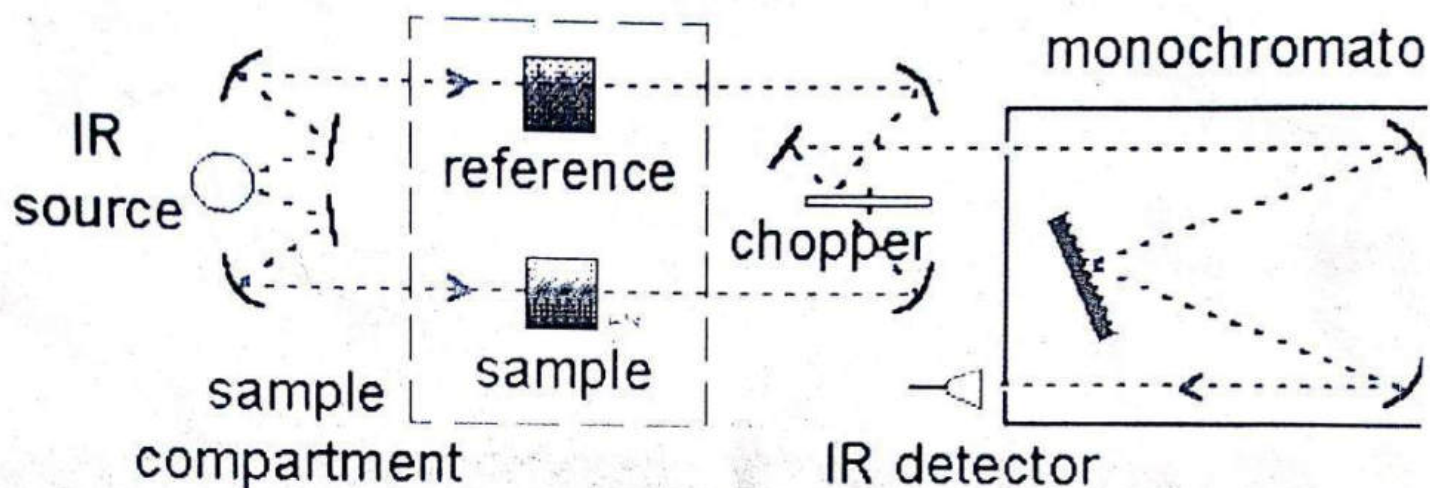 monochromato
IR
source
reference
chopper
sample
sample
compartment
IR detector